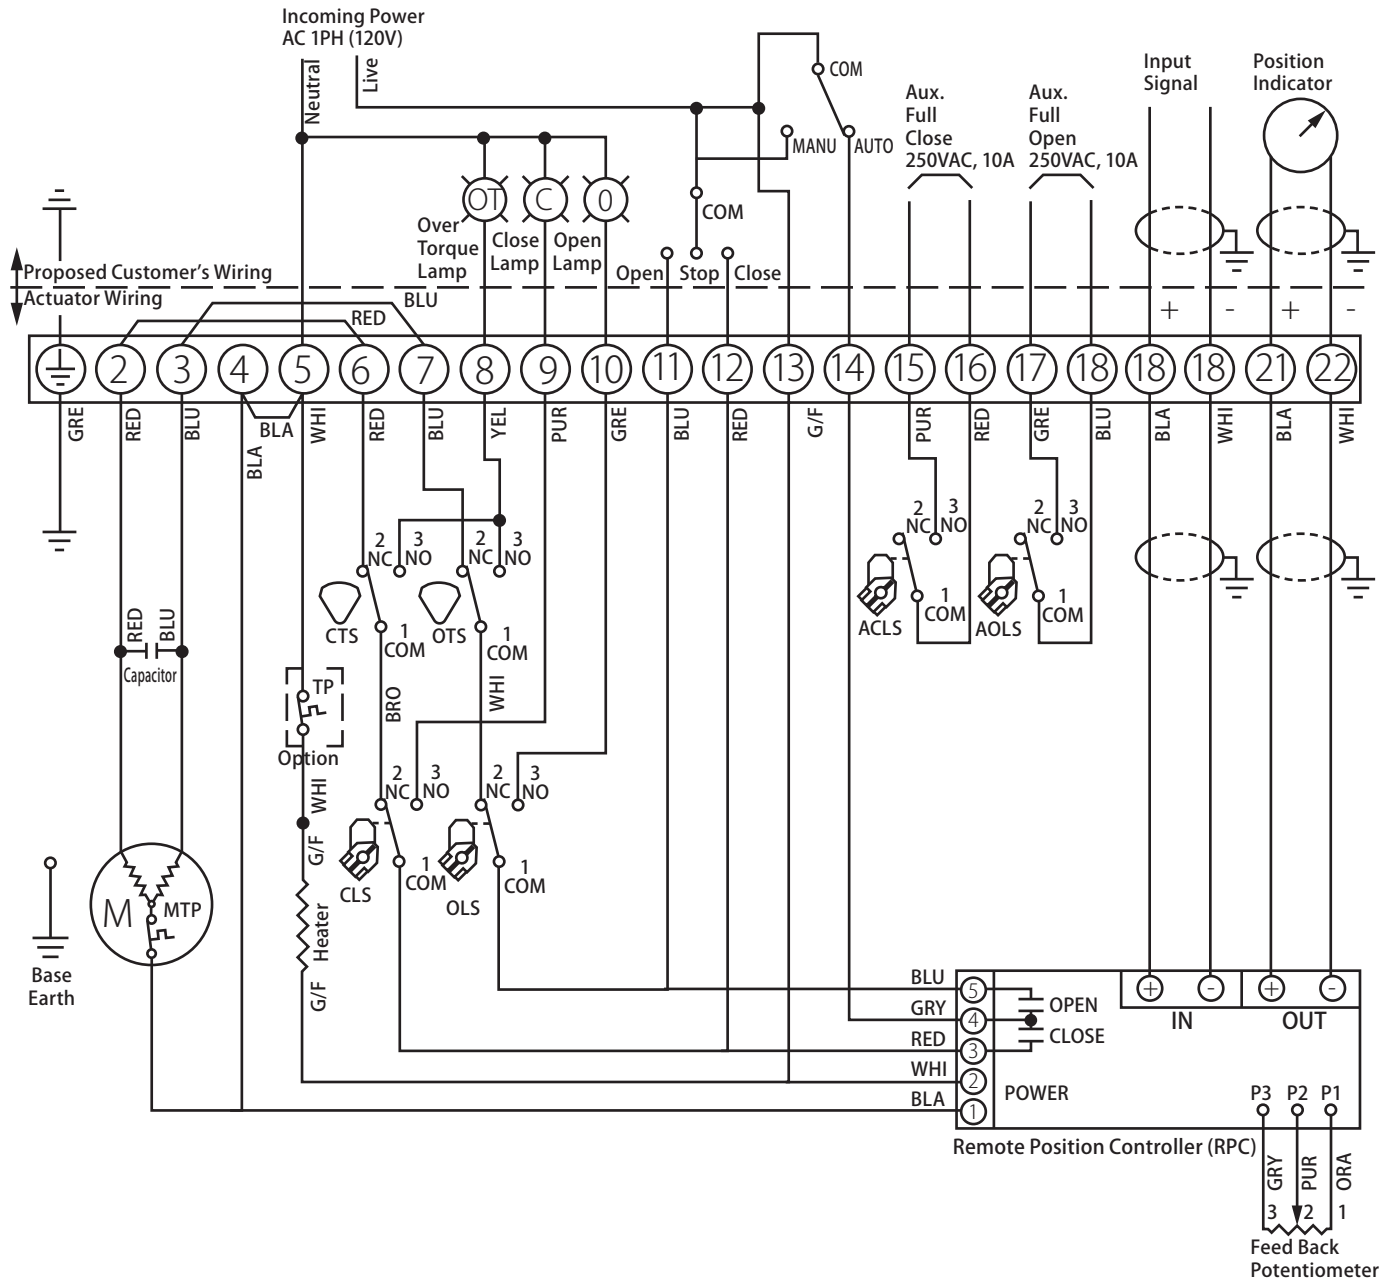 Incoming Power
AC 1PH (120V)
Neutral
Live
COM
MANU
AUTO
Aux.
Full
Close
250VAC, 10A
Aux.
Full
Open
250VAC, 10A
Input
Signal
Position
Indicator
OT
C
0
Over
Torque
Lamp
Close
Lamp
Open
Lamp
COM
Open
Stop
Close
Proposed Customer's Wiring
Actuator Wiring
BLU
RED
+
-
+
-
2
3
4
5
6
7
8
9
10
11
12
13
14
15
16
17
18
18
18
21
22
GRE
RED
BLU
BLA
BLA
WHI
RED
BLU
YEL
PUR
GRE
BLU
RED
G/F
PUR
RED
GRE
BLU
BLA
WHI
BLA
WHI
2
NC
3
NO
2
NC
3
NO
CTS
1
COM
OTS
1
COM
2
NC
3
NO
ACLS
1
COM
2
NC
3
NO
AOLS
1
COM
RED
BLU
Capacitor
TP
Option
WHI
G/F
Heater
G/F
BRO
WHI
2
NC
3
NO
2
NC
3
NO
CLS
1
COM
OLS
1
COM
M
MTP
Base
Earth
BLU
5
OPEN
GRY
4
RED
3
CLOSE
WHI
2
POWER
BLA
1
+
-
IN
+
-
OUT
P3
P2
P1
Remote Position Controller (RPC)
GRY
PUR
ORA
3
2
1
Feed Back
Potentiometer